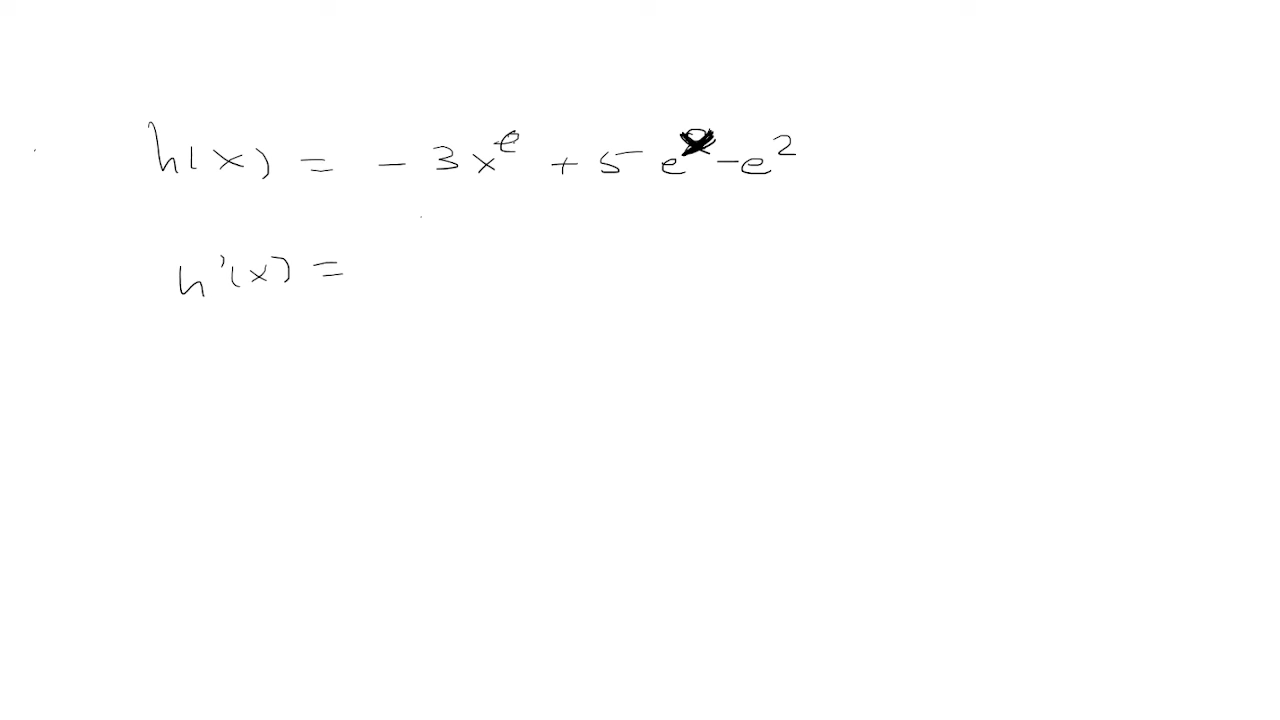 h(x) = - 3x^e + 5 e^x - e^2
h'(x) =